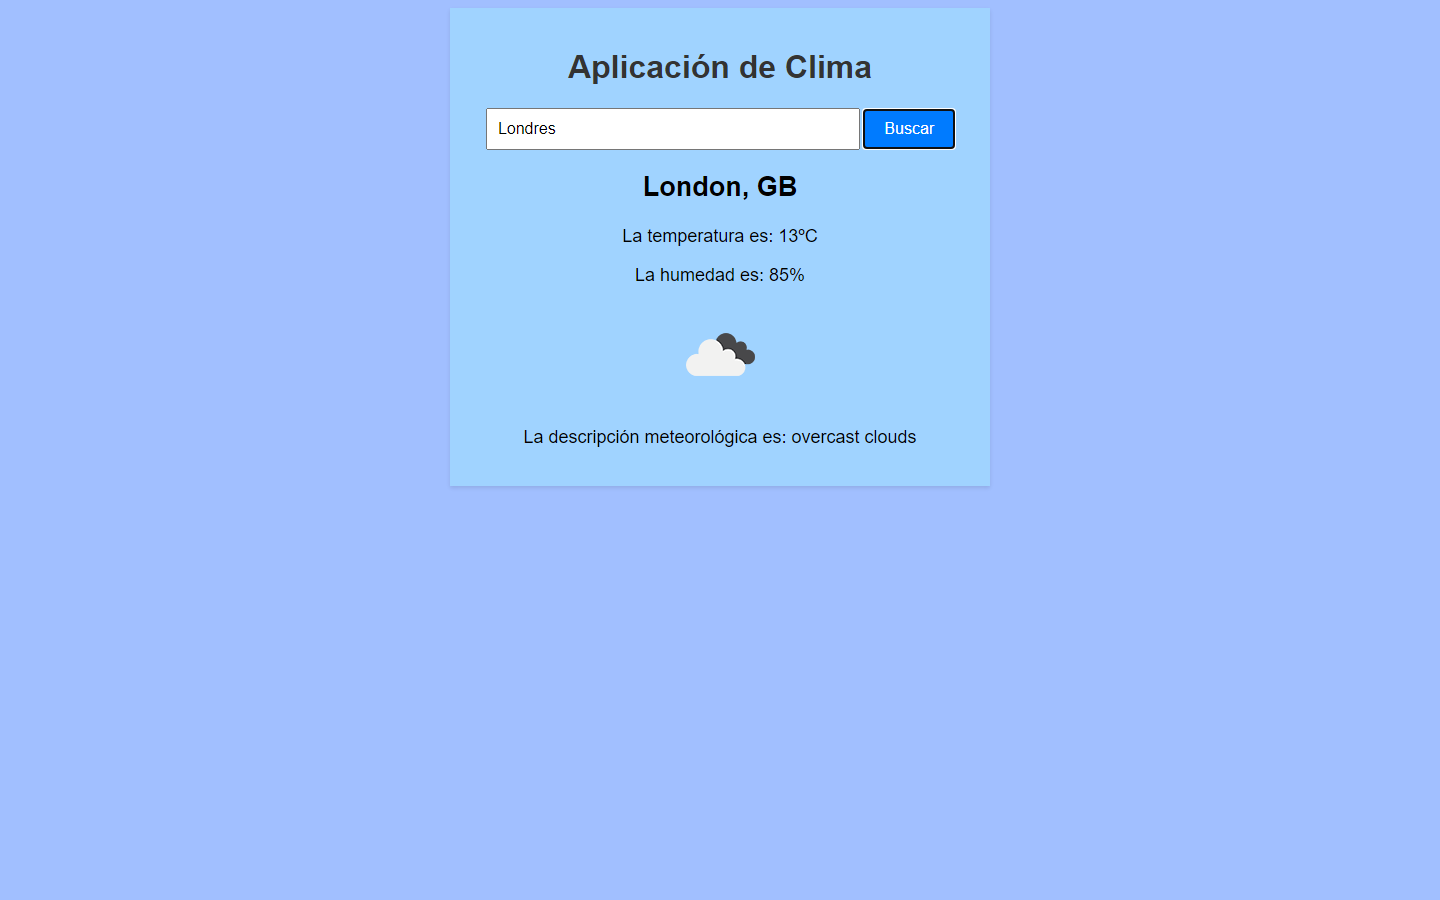 Aplicación de Clima
Londres Buscar
London, GB
La temperatura es: 13ºC
La humedad es: 85%
La descripción meteorológica es: overcast clouds